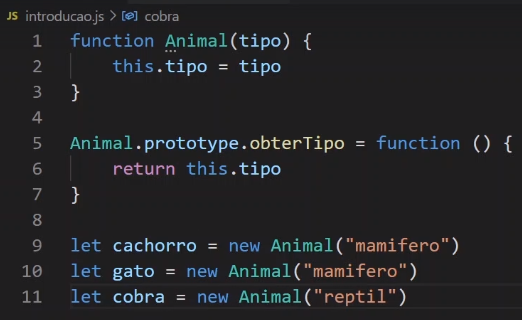 JS introducao.js > cobra
1 function Animal(tipo) {
2 this.tipo = tipo
3 }
4
5 Animal.prototype.obterTipo = function () {
6 return this.tipo
7 }
8
9 let cachorro = new Animal("mamifero")
10 let gato = new Animal("mamifero")
11 let cobra = new Animal("reptil")